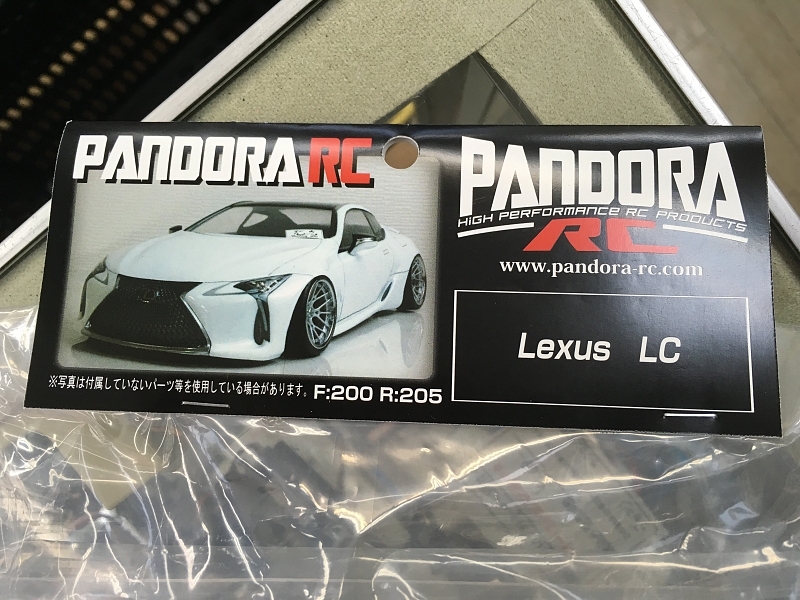 PANDORA RC
※写真は付属していないパーツ等を使用している場合があります。 F:200 R:205
PANDORA
HIGH PERFORMANCE RC PRODUCTS
RC
www.pandora-rc.com
Lexus LC